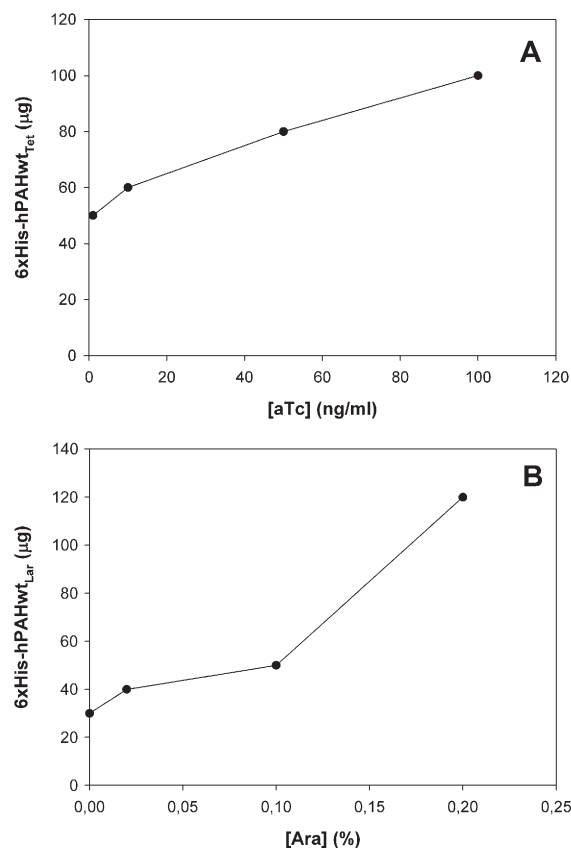 A
120
100
80
60
40
20
0
0 20 40 60 80 100 120
6xHis-hPAHwtTet (μg)
[aTc] (ng/ml)
B
140
120
100
80
60
40
20
0
0,00 0,05 0,10 0,15 0,20 0,25
6xHis-hPAHwtLar (μg)
[Ara] (%)